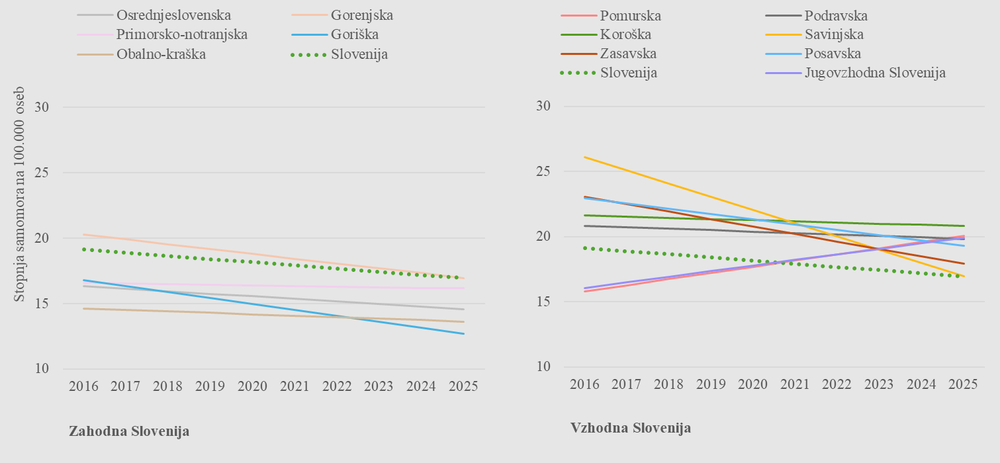 Osrednjeslovenska Gorenjska
Primorsko-notranjska Goriška
Obalno-kraška Slovenija
Stopnja samomora na 100.000 oseb
30
25
20
15
10
2016 2017 2018 2019 2020 2021 2022 2023 2024 2025
Zahodna Slovenija
Pomurska Podravska
Koroška Savinjska
Zasavska Posavska
Slovenija Jugovzhodna Slovenija
30
25
20
15
10
2016 2017 2018 2019 2020 2021 2022 2023 2024 2025
Vzhodna Slovenija